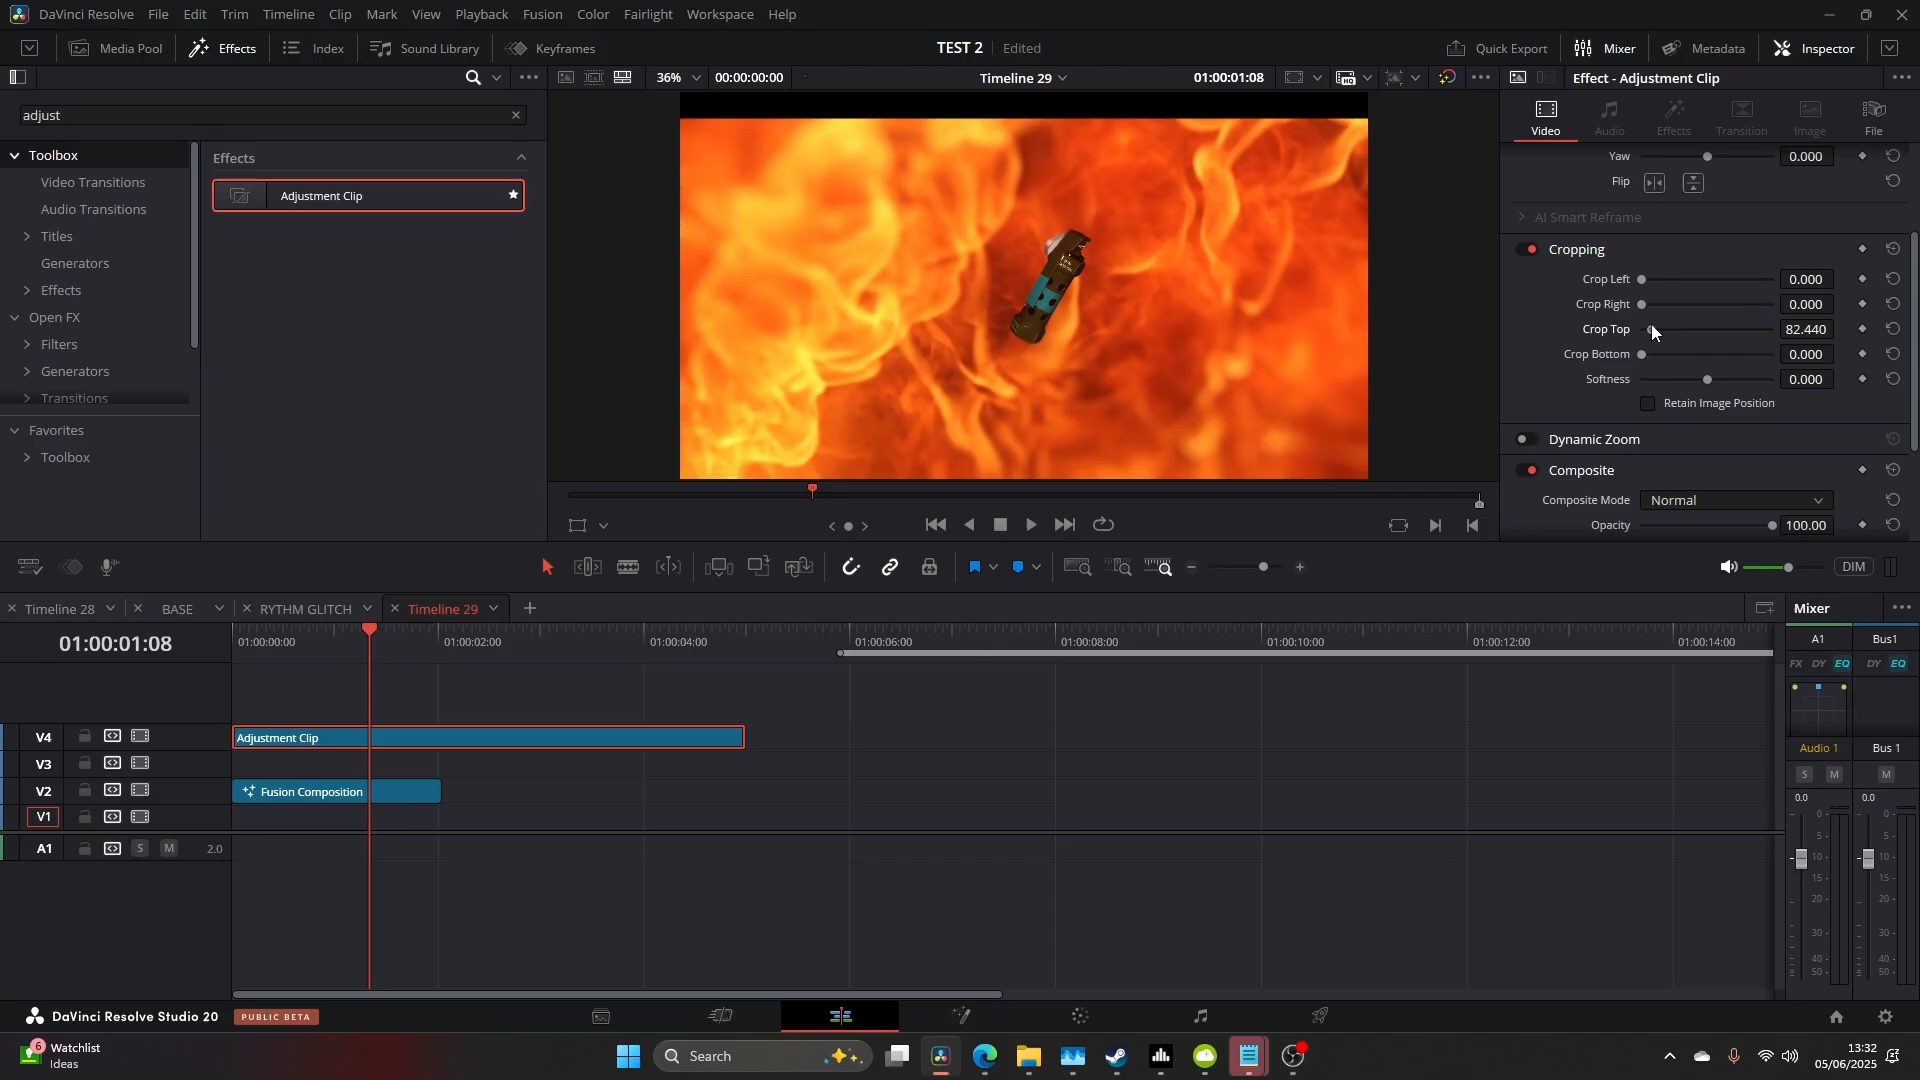 DaVinci Resolve File Edit Trim Timeline Clip Mark View Playback Fusion Color Fairlight Workspace Help
Media Pool Effects Index Sound Library Keyframes TEST 2 Edited Quick Export Mixer Metadata Inspector
36% 00:00:00:00 Timeline 29 01:00:01:08 Effect - Adjustment Clip
adjust
Video Audio Effects Transition Image File
Toolbox
Video Transitions
Audio Transitions
Titles
Generators
Effects
Open FX
Filters
Generators
Transitions
Favorites
Toolbox
Effects
Adjustment Clip
Yaw 0.000
Flip
AI Smart Reframe
Cropping
Crop Left 0.000
Crop Right 0.000
Crop Top 82.440
Crop Bottom 0.000
Softness 0.000
Retain Image Position
Dynamic Zoom
Composite
Composite Mode Normal
Opacity 100.00
DIM
Timeline 28 BASE RYTHM GLITCH Timeline 29
01:00:01:08
01:00:00:00 01:00:02:00 01:00:04:00 01:00:06:00 01:00:08:00 01:00:10:00 01:00:12:00 01:00:14:00
V4 Adjustment Clip
V3
V2 Fusion Composition
V1
A1 S M 2.0
Mixer
A1 Bus1
FX DY EQ DY EQ
Audio 1 Bus 1
S M M
0.0 0.0
0- 0-
5- 5-
10- 10-
15- 15-
20- 20-
30- 30-
40- 40-
50- 50-
DaVinci Resolve Studio 20 PUBLIC BETA
6 Watchlist
Ideas
Search
13:32
05/06/2025